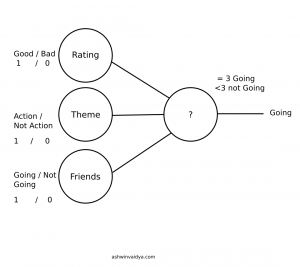 Good / Bad
1 / 0
Rating
Action /
Not Action
1 / 0
Theme
Going / Not
Going
1 / 0
Friends
?
= 3 Going
<3 not Going
Going
ashwinvaidya.com